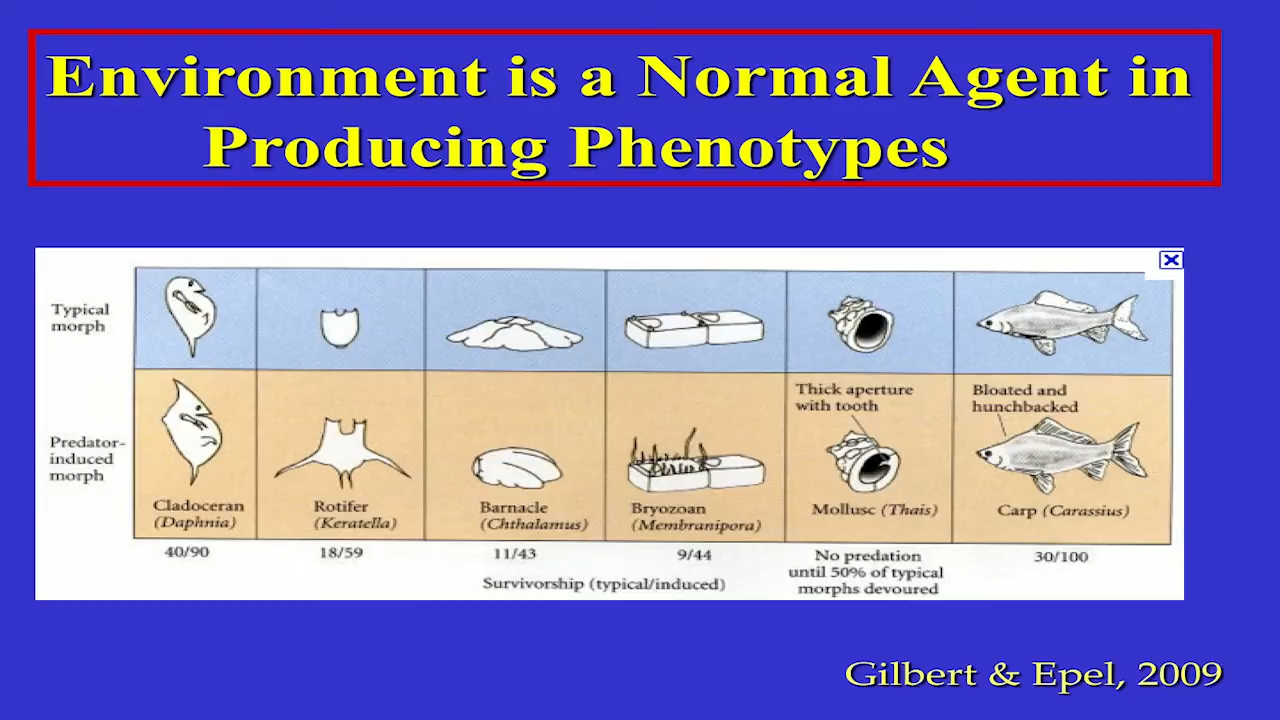 Environment is a Normal Agent in
Producing Phenotypes
Typical
morph
Thick aperture
with tooth
Bloated and
hunchbacked
Predator-
induced
morph
Cladoceran
(Daphnia)
Rotifer
(Keratella)
Barnacle
(Chthalamus)
Bryozoan
(Membranipora)
Mollusc (Thais)
Carp (Carassius)
40/90
18/59
11/43
9/44
No predation
until 50% of typical
morphs devoured
30/100
Survivorship (typical/induced)
Gilbert & Epel, 2009